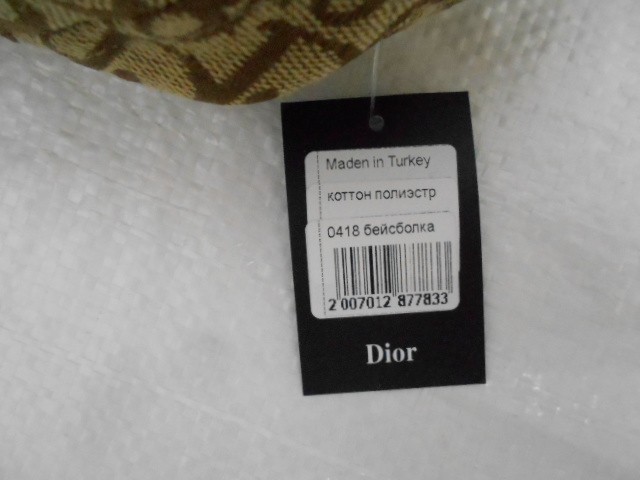 Maden in Turkey
коттон полиэстр
0418 бейсболка
2 007012 877833
Dior